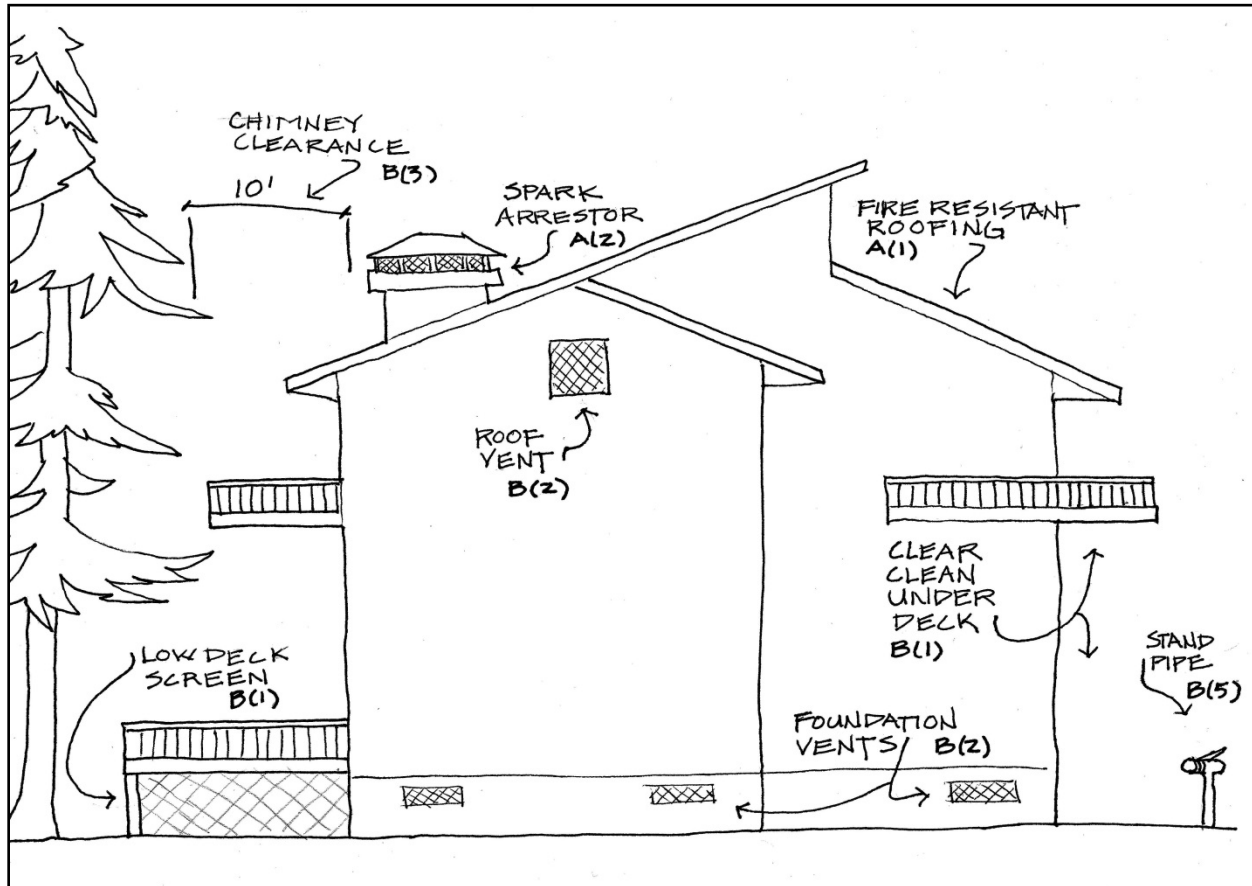 CHIMNEY
CLEARANCE
B(3)
10'
SPARK
ARRESTOR
A(2)
FIRE RESISTANT
ROOFING
A(1)
ROOF
VENT
B(2)
CLEAR
CLEAN
UNDER
DECK
B(1)
STAND
PIPE
B(5)
LOW DECK
SCREEN
B(1)
FOUNDATION
VENTS B(2)